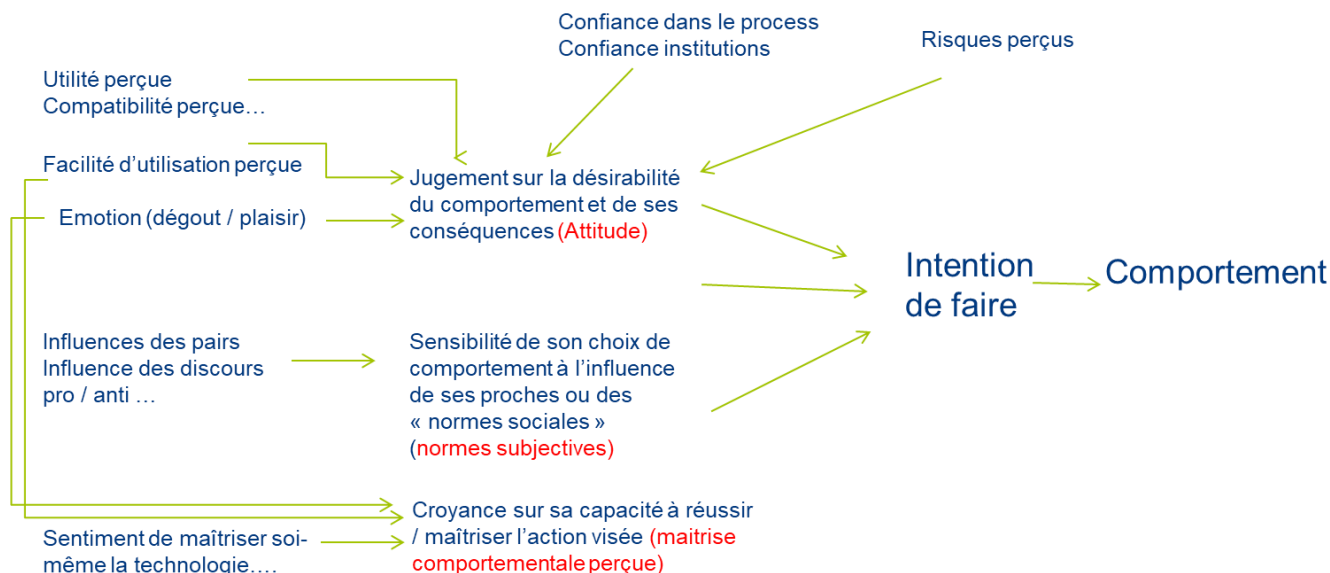 Confiance dans le process
Confiance institutions
Risques perçus
Utilité perçue
Compatibilité perçue…
Facilité d’utilisation perçue
Emotion (dégout / plaisir)
Jugement sur la désirabilité
du comportement et de ses
conséquences (Attitude)
Intention
de faire
Comportement
Influences des pairs
Influence des discours
pro / anti …
Sensibilité de son choix de
comportement à l’influence
de ses proches ou des
« normes sociales »
(normes subjectives)
Croyance sur sa capacité à réussir
/ maîtriser l’action visée (maitrise
comportementale perçue)
Sentiment de maîtriser soi-
même la technologie….